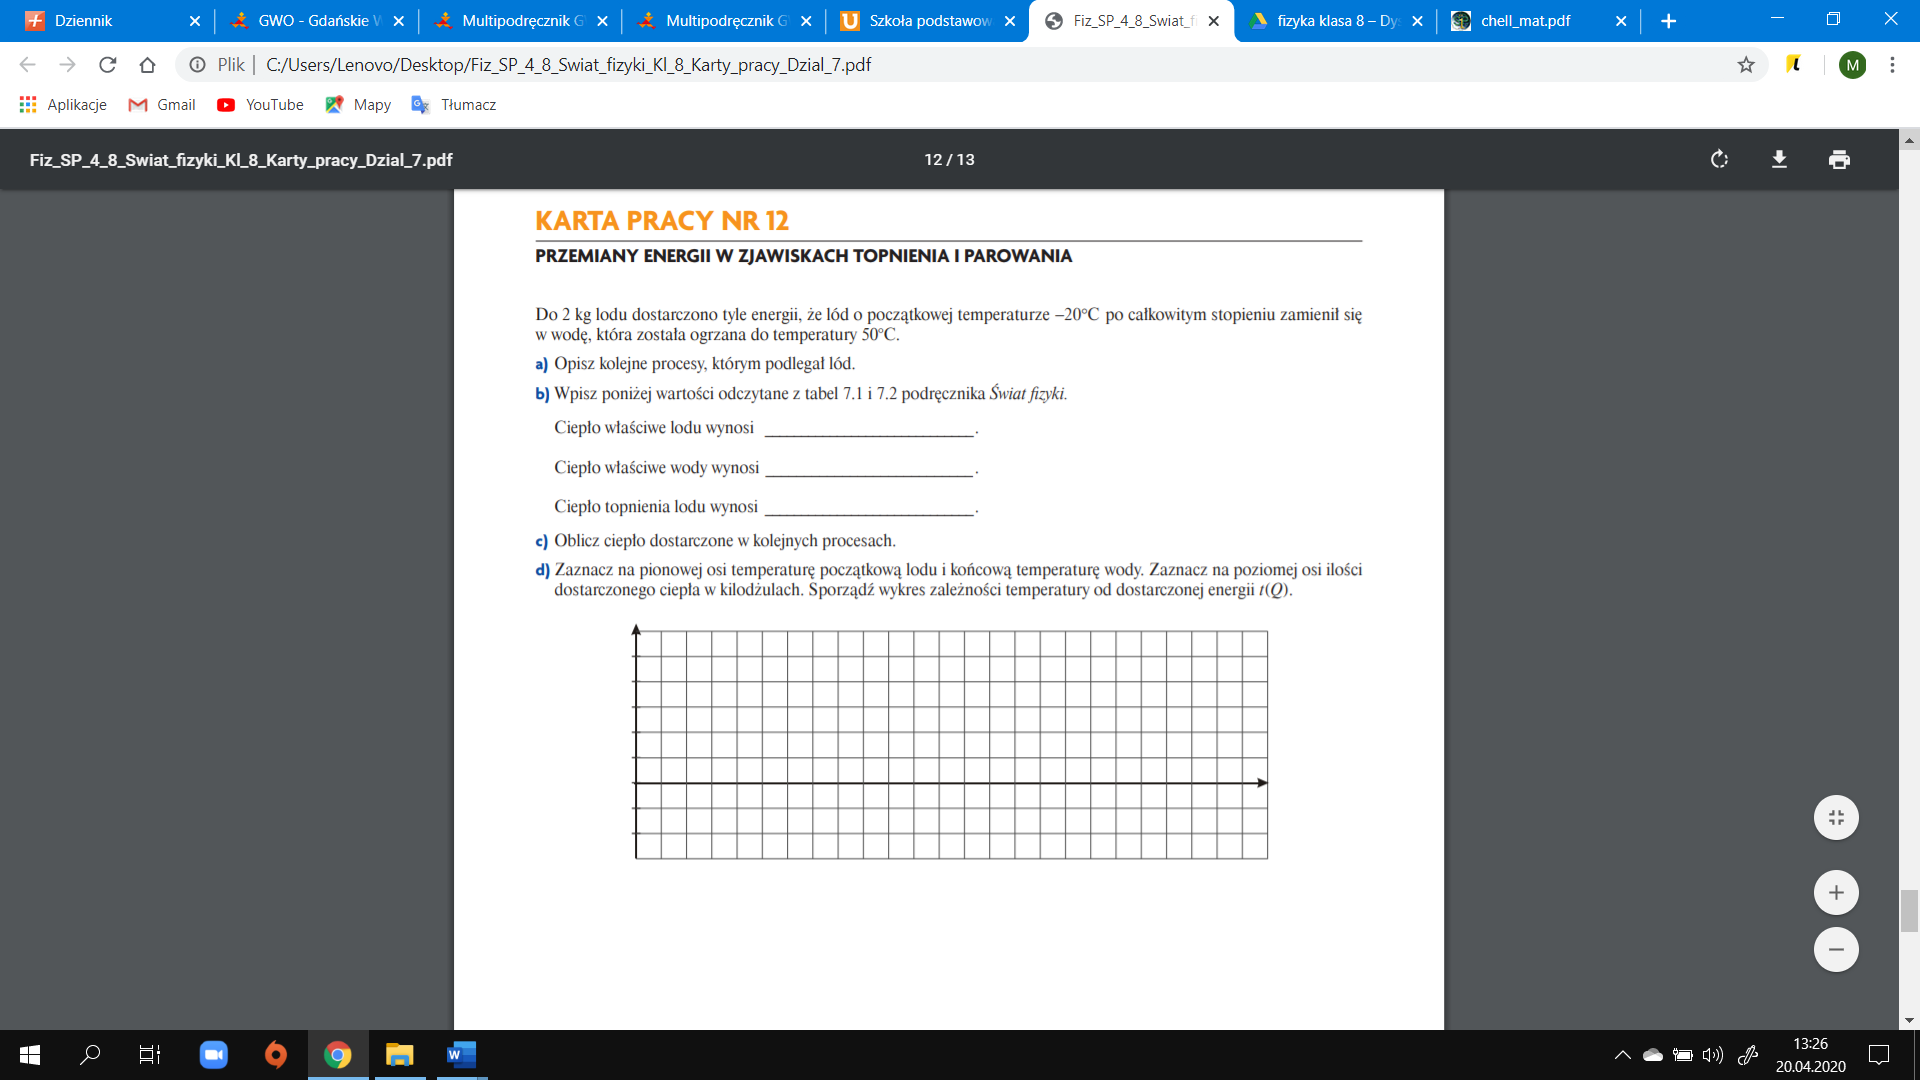 Dziennik
GWO - Gdańskie W
Multipodręcznik G
Multipodręcznik G
Szkoła podstawow
Fiz_SP_4_8_Swiat_fi
fizyka klasa 8 – Dy
chell_mat.pdf
Plik
C:/Users/Lenovo/Desktop/Fiz_SP_4_8_Swiat_fizyki_Kl_8_Karty_pracy_Dzial_7.pdf
M
Aplikacje
Gmail
YouTube
Mapy
Tłumacz
Fiz_SP_4_8_Swiat_fizyki_Kl_8_Karty_pracy_Dzial_7.pdf
12 / 13
KARTA PRACY NR 12
PRZEMIANY ENERGII W ZJAWISKACH TOPNIENIA I PAROWANIA
Do 2 kg lodu dostarczono tyle energii, że lód o początkowej temperaturze –20°C po całkowitym stopieniu zamienił się
w wodę, która została ogrzana do temperatury 50°C.
a) Opisz kolejne procesy, którym podlegał lód.
b) Wpisz poniżej wartości odczytane z tabel 7.1 i 7.2 podręcznika Świat fizyki.
Ciepło właściwe lodu wynosi ________________________.
Ciepło właściwe wody wynosi ________________________.
Ciepło topnienia lodu wynosi ________________________.
c) Oblicz ciepło dostarczone w kolejnych procesach.
d) Zaznacz na pionowej osi temperaturę początkową lodu i końcową temperaturę wody. Zaznacz na poziomej osi ilości
dostarczonego ciepła w kilodżulach. Sporządź wykres zależności temperatury od dostarczonej energii t(Q).
13:26
20.04.2020